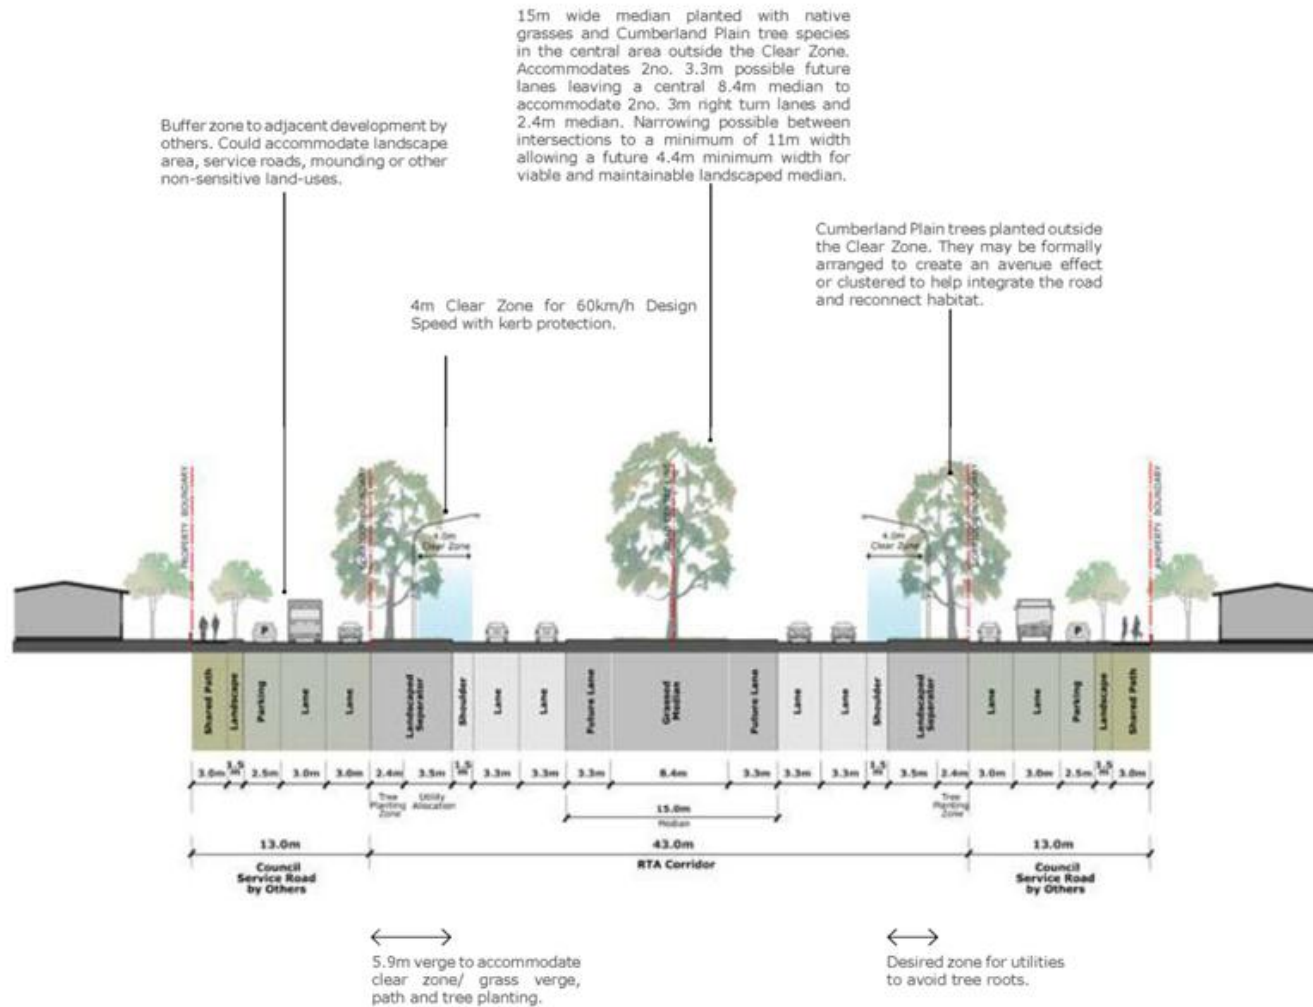 15m wide median planted with native
grasses and Cumberland Plain tree species
in the central area outside the Clear Zone.
Accommodates 2no. 3.3m possible future
lanes leaving a central 8.4m median to
accommodate 2no. 3m right turn lanes and
2.4m median. Narrowing possible between
intersections to a minimum of 11m width
allowing a future 4.4m minimum width for
viable and maintainable landscaped median.
Buffer zone to adjacent development by
others. Could accommodate landscape
area, service roads, mounding or other
non-sensitive land-uses.
Cumberland Plain trees planted outside
the Clear Zone. They may be formally
arranged to create an avenue effect
or clustered to help integrate the road
and reconnect habitat.
4m Clear Zone for 60km/h Design
Speed with kerb protection.
PROPERTY BOUNDARY
BOUNDARY
BOUNDARY
PROPERTY BOUNDARY
4.0m
Clear Zone
4.0m
Clear Zone
P
P
Shared Path
Landscape
Parking
Lane
Lane
Landscaped
Separator
Shoulder
Lane
Lane
Future Lane
Grassed
Median
Future Lane
Lane
Lane
Shoulder
Landscaped
Separator
Lane
Lane
Parking
Landscape
Shared Path
3.0m 1.5m 2.5m 3.0m 3.0m 2.4m 3.5m 1.5m 3.3m 3.3m 3.3m 8.4m 3.3m 3.3m 3.3m 1.5m 3.5m 2.4m 3.0m 3.0m 2.5m 1.5m 3.0m
Tree
Planting
Zone
Utility
Allocation
15.0m
Median
Tree
Planting
Zone
13.0m
Council
Service Road
by Others
43.0m
RTA Corridor
13.0m
Council
Service Road
by Others
5.9m verge to accommodate
clear zone/ grass verge,
path and tree planting.
Desired zone for utilities
to avoid tree roots.